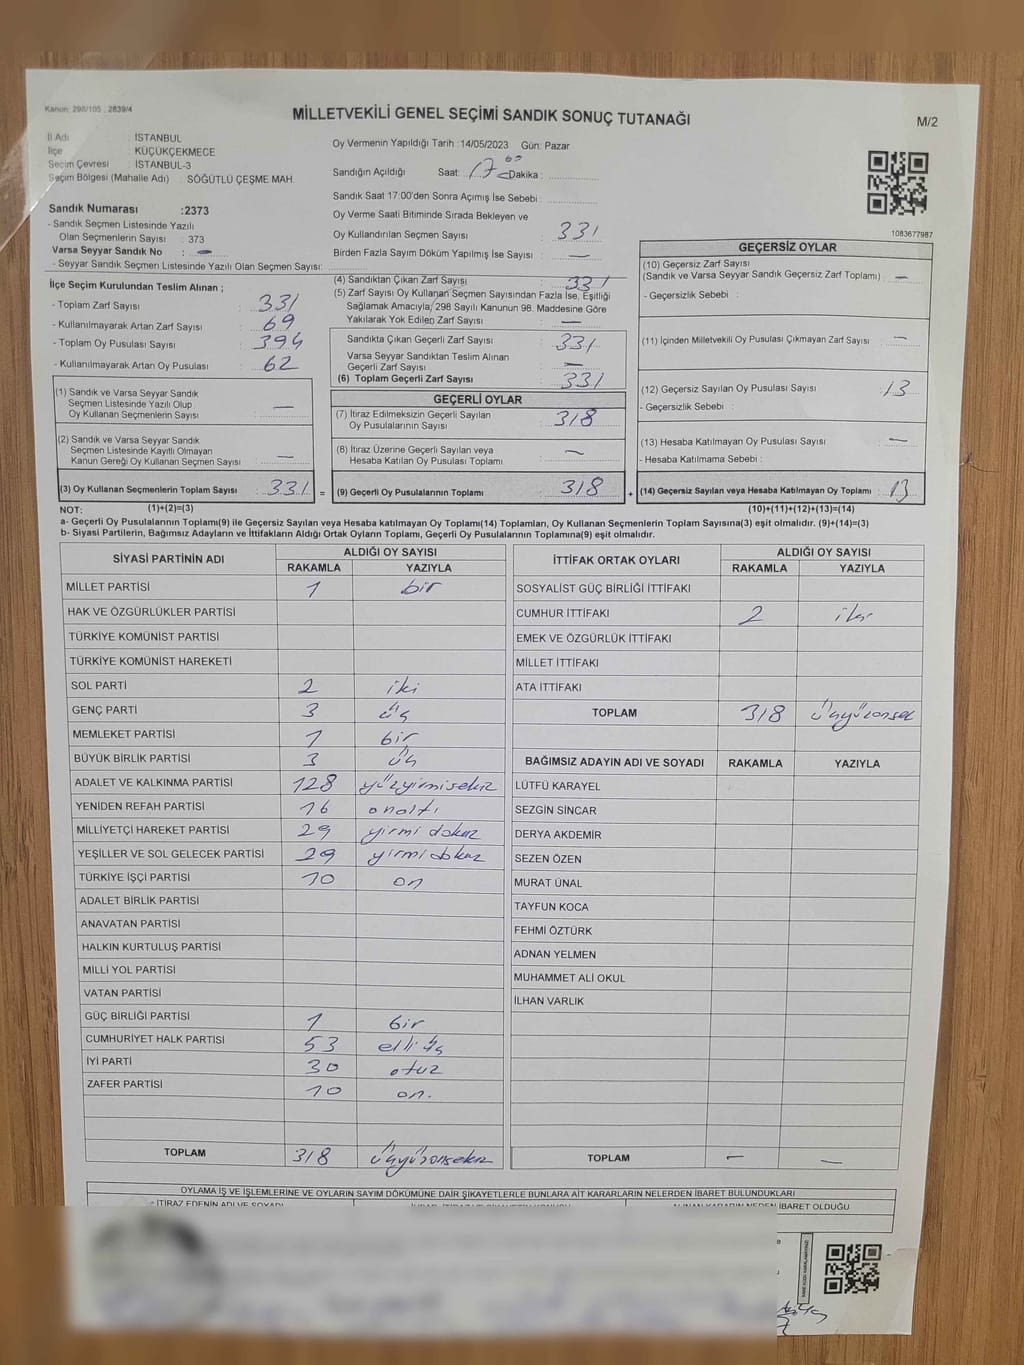 Kanun: 298/105 , 2839/4
MİLLETVEKİLİ GENEL SEÇİMİ SANDIK SONUÇ TUTANAĞI
M/2
İl Adı : İSTANBUL
İlçe : KÜÇÜKÇEKMECE
Seçim Çevresi : İSTANBUL-3
Seçim Bölgesi (Mahalle Adı) : SÖĞÜTLÜ ÇEŞME MAH.
Sandık Numarası :2373
- Sandık Seçmen Listesinde Yazılı
Olan Seçmenlerin Sayısı : 373
Varsa Seyyar Sandık No : -
- Seyyar Sandık Seçmen Listesinde Yazılı Olan Seçmen Sayısı:
İlçe Seçim Kurulundan Teslim Alınan ;
- Toplam Zarf Sayısı : 331
- Kullanılmayarak Artan Zarf Sayısı : 69
- Toplam Oy Pusulası Sayısı : 394
- Kullanılmayarak Artan Oy Pusulası : 62
(1) Sandık ve Varsa Seyyar Sandık
Seçmen Listesinde Yazılı Olup
Oy Kullanan Seçmenlerin Sayısı : -
(2) Sandık ve Varsa Seyyar Sandık
Seçmen Listesinde Kayıtlı Olmayan
Kanun Gereği Oy Kullanan Seçmen Sayısı : -
(3) Oy Kullanan Seçmenlerin Toplam Sayısı : 331 =
Oy Vermenin Yapıldığı Tarih :14/05/2023 Gün: Pazar
Sandığın Açıldığı Saat: 17 00 Dakika :
Sandık Saat 17:00'den Sonra Açımış İse Sebebi :
Oy Verme Saati Bitiminde Sırada Bekleyen ve
Oy Kullandırılan Seçmen Sayısı : 331
Birden Fazla Sayım Döküm Yapılmış İse Sayısı : -
(4) Sandıktan Çıkan Zarf Sayısı : 331
(5) Zarf Sayısı Oy Kullanan Seçmen Sayısından Fazla İse, Eşitliği
Sağlamak Amacıyla, 298 Sayılı Kanunun 98. Maddesine Göre
Yakılarak Yok Edilen Zarf Sayısı : -
Sandıkta Çıkan Geçerli Zarf Sayısı : 331
Varsa Seyyar Sandıktan Teslim Alınan
Geçerli Zarf Sayısı : -
(6) Toplam Geçerli Zarf Sayısı : 331
GEÇERLİ OYLAR
(7) İtiraz Edilmeksizin Geçerli Sayılan
Oy Pusulalarının Sayısı : 318
(8) İtiraz Üzerine Geçerli Sayılan veya
Hesaba Katılan Oy Pusulası Toplamı : -
(9) Geçerli Oy Pusulalarının Toplamı : 318 +
1083677987
GEÇERSİZ OYLAR
(10) Geçersiz Zarf Sayısı
(Sandık ve Varsa Seyyar Sandık Geçersiz Zarf Toplamı) : -
- Geçersizlik Sebebi :
(11) İçinden Milletvekili Oy Pusulası Çıkmayan Zarf Sayısı : -
(12) Geçersiz Sayılan Oy Pusulası Sayısı : 13
- Geçersizlik Sebebi :
(13) Hesaba Katılmayan Oy Pusulası Sayısı : -
- Hesaba Katılmama Sebebi :
(14) Geçersiz Sayılan veya Hesaba Katılmayan Oy Toplamı : 13
NOT: (1)+(2)=(3) (10)+(11)+(12)+(13)=(14)
a- Geçerli Oy Pusulalarının Toplamı(9) ile Geçersiz Sayılan veya Hesaba katılmayan Oy Toplamı(14) Toplamları, Oy Kullanan Seçmenlerin Toplam Sayısına(3) eşit olmalıdır. (9)+(14)=(3)
b- Siyasi Partilerin, Bağımsız Adayların ve İttifakların Aldığı Ortak Oyların Toplamı, Geçerli Oy Pusulalarının Toplamına(9) eşit olmalıdır.
SİYASİ PARTİNİN ADI ALDIĞI OY SAYISI
RAKAMLA YAZIYLA
MİLLET PARTİSİ 1 bir
HAK VE ÖZGÜRLÜKLER PARTİSİ
TÜRKİYE KOMÜNİST PARTİSİ
TÜRKİYE KOMÜNİST HAREKETİ
SOL PARTİ 2 iki
GENÇ PARTİ 3 üç
MEMLEKET PARTİSİ 1 bir
BÜYÜK BİRLİK PARTİSİ 3 üç
ADALET VE KALKINMA PARTİSİ 128 yüzyirmisekiz
YENİDEN REFAH PARTİSİ 16 onaltı
MİLLİYETÇİ HAREKET PARTİSİ 29 yirmi dokuz
YEŞİLLER VE SOL GELECEK PARTİSİ 29 yirmi dokuz
TÜRKİYE İŞÇİ PARTİSİ 10 on
ADALET BİRLİK PARTİSİ
ANAVATAN PARTİSİ
HALKIN KURTULUŞ PARTİSİ
MİLLİ YOL PARTİSİ
VATAN PARTİSİ
GÜÇ BİRLİĞİ PARTİSİ 1 bir
CUMHURİYET HALK PARTİSİ 53 elli üç
İYİ PARTİ 30 otuz
ZAFER PARTİSİ 10 on.
TOPLAM 318 üçyüzonsekiz
İTTİFAK ORTAK OYLARI ALDIĞI OY SAYISI
RAKAMLA YAZIYLA
SOSYALİST GÜÇ BİRLİĞİ İTTİFAKI
CUMHUR İTTİFAKI 2 iki
EMEK VE ÖZGÜRLÜK İTTİFAKI
MİLLET İTTİFAKI
ATA İTTİFAKI
TOPLAM 318 üçyüzonsek
BAĞIMSIZ ADAYIN ADI VE SOYADI RAKAMLA YAZIYLA
LÜTFÜ KARAYEL
SEZGİN SİNCAR
DERYA AKDEMİR
SEZEN ÖZEN
MURAT ÜNAL
TAYFUN KOCA
FEHMİ ÖZTÜRK
ADNAN YELMEN
MUHAMMET ALİ OKUL
İLHAN VARLIK
TOPLAM - -
OYLAMA İŞ VE İŞLEMLERİNE VE OYLARIN SAYIM DÖKÜMÜNE DAİR ŞİKAYETLERLE BUNLARA AİT KARARLARIN NELERDEN İBARET BULUNDUKLARI
İTİRAZ EDENİN ADI VE SOYADI
İBARET OLDUĞU